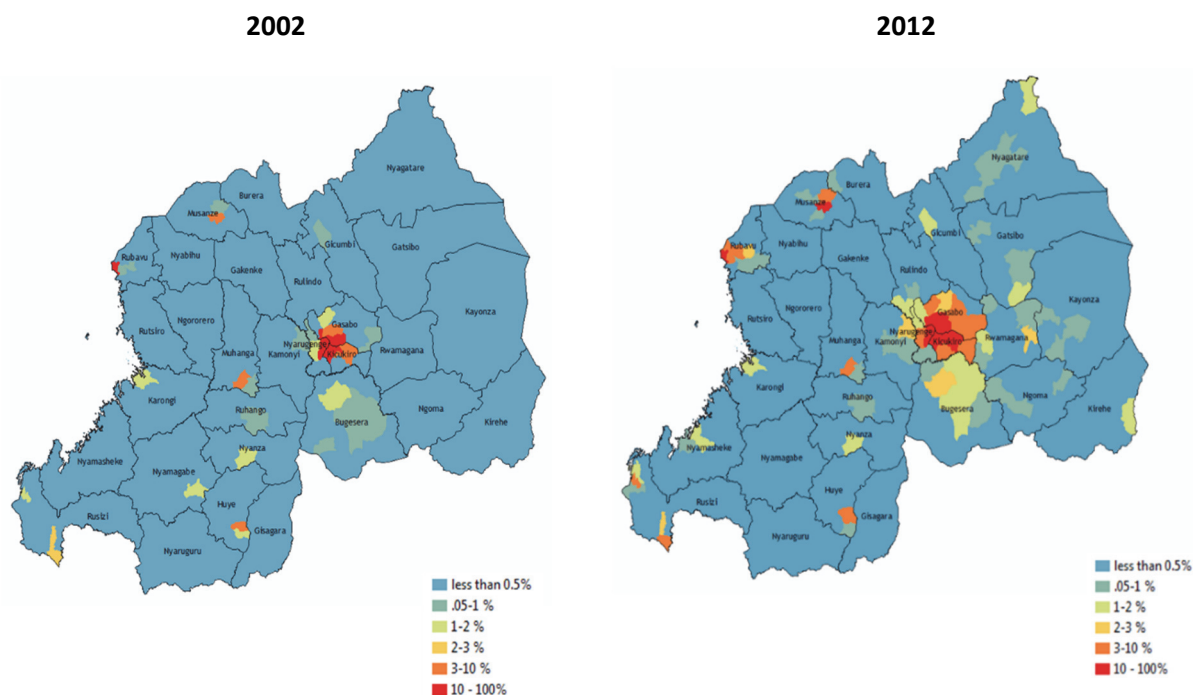 2002
2012
Nyagatare
Burera
Musanze
Gicumbi
Rubavu
Nyabihu
Gatsibo
Gakenke
Rulindo
Kayonza
Ngororero
Rutsiro
Gasabo
Nyarugenge
Muhanga
Kamonyi
Kicukiro
Rwamagana
Karongi
Ruhango
Bugesera
Ngoma
Kirehe
Nyanza
Nyamasheke
Nyamagabe
Huye
Rusizi
Gisagara
Nyaruguru
less than 0.5%
.05-1 %
1-2 %
2-3 %
3-10 %
10 - 100%
Nyagatare
Burera
Musanze
Gicumbi
Gatsibo
Rubavu
Nyabihu
Gakenke
Rulindo
Kayonza
Ngororero
Gasabo
Rutsiro
Nyarugenge
Rwamagana
Muhanga
Kamonyi
Kicukiro
Karongi
Ruhango
Ngoma
Bugesera
Kirehe
Nyanza
Nyamasheke
Nyamagabe
Huye
Rusizi
Gisagara
Nyaruguru
less than 0.5%
.05-1 %
1-2 %
2-3 %
3-10 %
10 - 100%